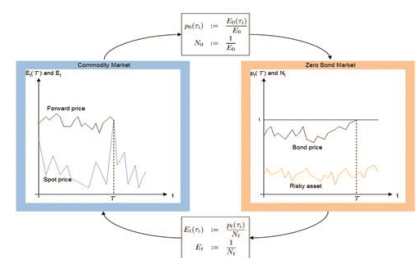 p₀(τᵢ) := E₀(τᵢ)/E₀
N₀ := 1/E₀
Commodity Market
Eₜ(T) and Eₜ
Forward price
Spot price
t
T
Zero Bond Market
pₜ(T) and Nₜ
1
Bond price
Risky asset
t
T
Eₜ(τᵢ) := pₜ(τᵢ)/Nₜ
Eₜ := 1/Nₜ